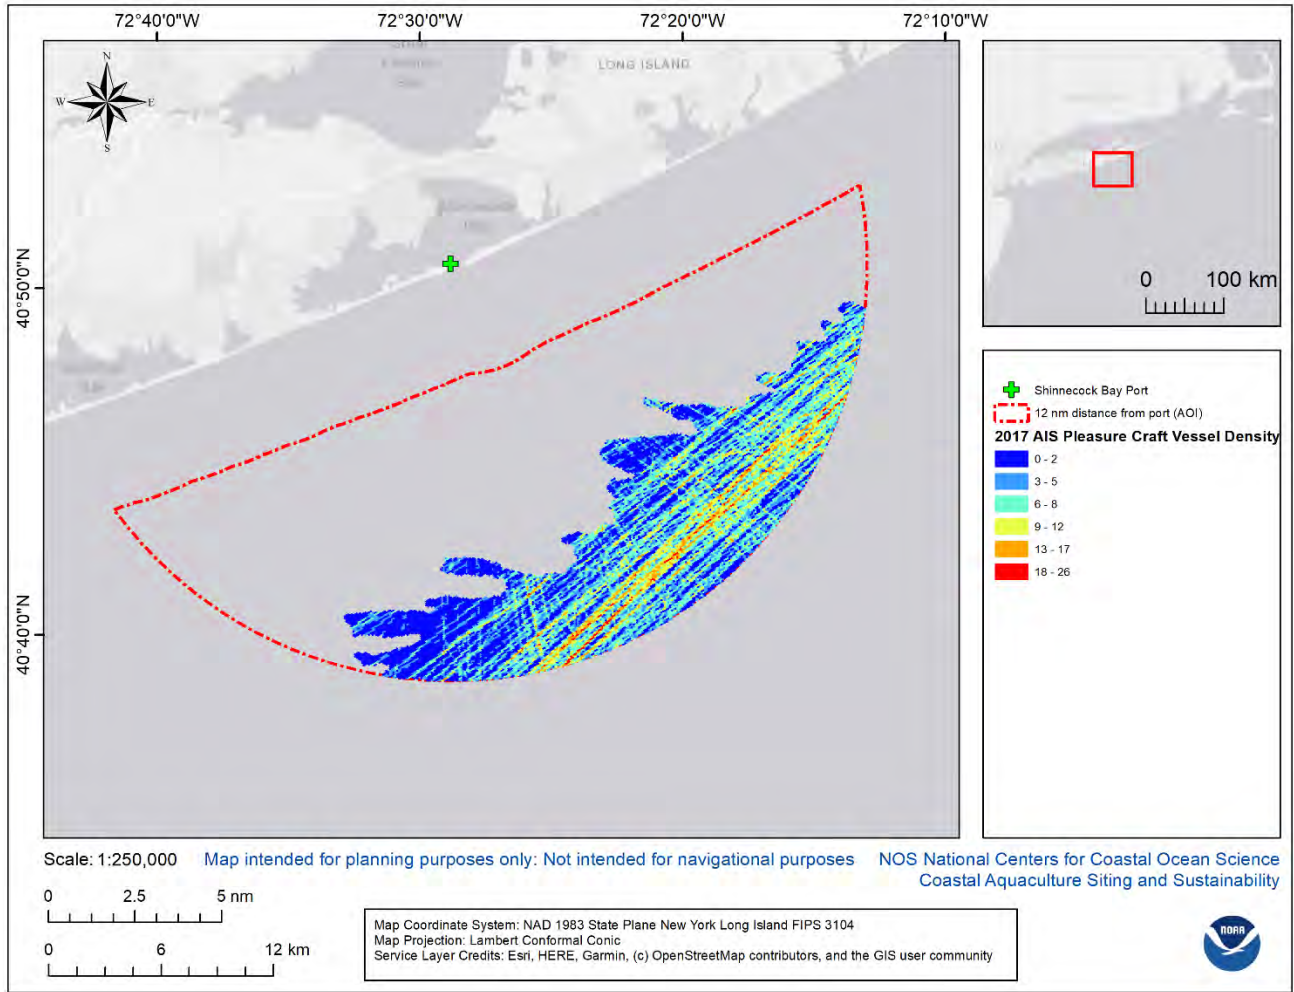 72°40'0"W 72°30'0"W 72°20'0"W 72°10'0"W
N
W E
S
LONG ISLAND
40°50'0"N
40°40'0"N
0 100 km
Shinnecock Bay Port
12 nm distance from port (AOI)
2017 AIS Pleasure Craft Vessel Density
0 - 2
3 - 5
6 - 8
9 - 12
13 - 17
18 - 26
Scale: 1:250,000
Map intended for planning purposes only: Not intended for navigational purposes
NOS National Centers for Coastal Ocean Science
Coastal Aquaculture Siting and Sustainability
0 2.5 5 nm
0 6 12 km
Map Coordinate System: NAD 1983 State Plane New York Long Island FIPS 3104
Map Projection: Lambert Conformal Conic
Service Layer Credits: Esri, HERE, Garmin, (c) OpenStreetMap contributors, and the GIS user community
NOAA